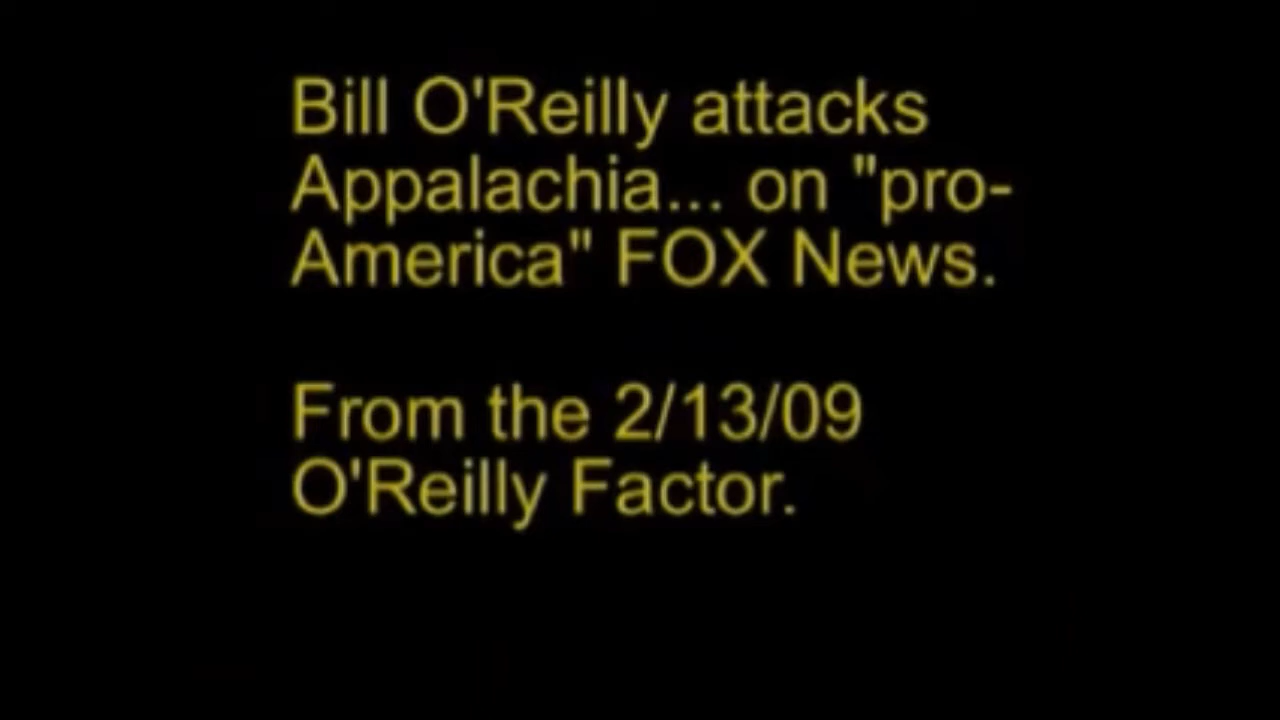 Bill O'Reilly attacks
Appalachia... on "pro-
America" FOX News.
From the 2/13/09
O'Reilly Factor.